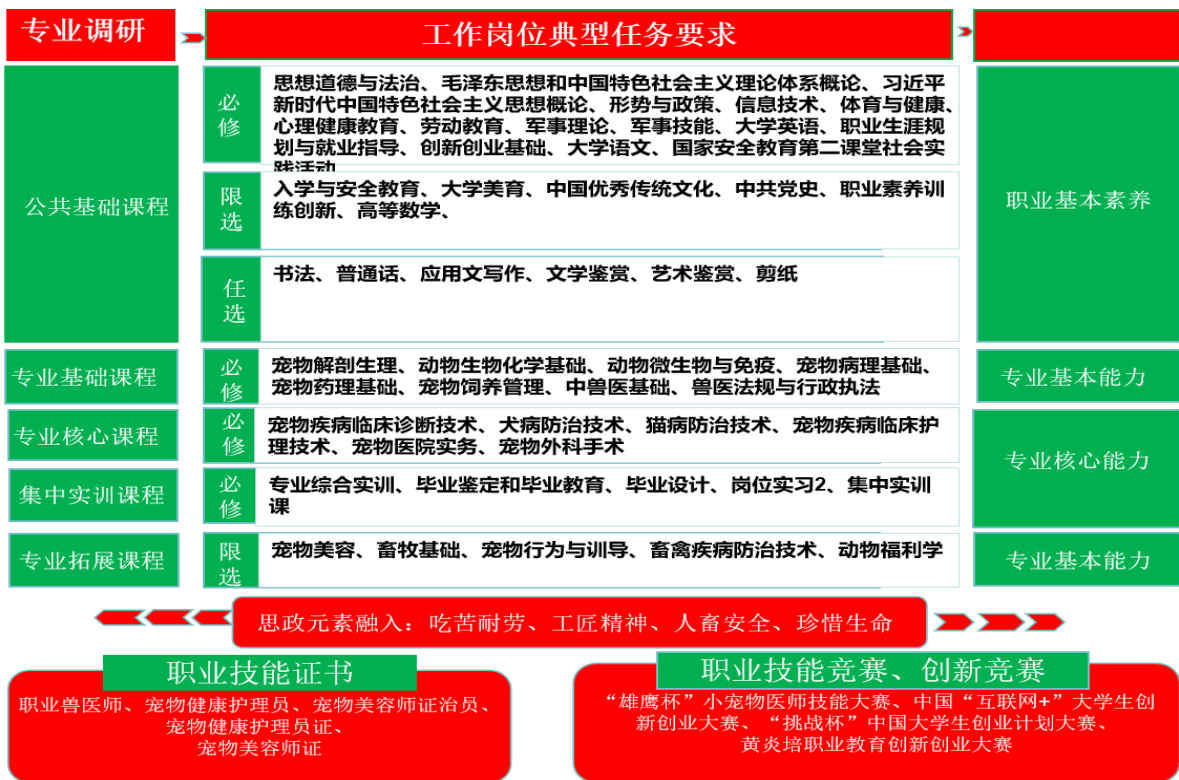 专业调研
工作岗位典型任务要求
公共基础课程
必修
思想道德与法治、毛泽东思想和中国特色社会主义理论体系概论、习近平
新时代中国特色社会主义思想概论、形势与政策、信息技术、体育与健康、
心理健康教育、劳动教育、军事理论、军事技能、大学英语、职业生涯规
划与就业指导、创新创业基础、大学语文、国家安全教育第二课堂社会实
践活动
限选
入学与安全教育、大学美育、中国优秀传统文化、中共党史、职业素养训
练创新、高等数学、
任选
书法、普通话、应用文写作、文学鉴赏、艺术鉴赏、剪纸
职业基本素养
专业基础课程
必修
宠物解剖生理、动物生物化学基础、动物微生物与免疫、宠物病理基础、
宠物药理基础、宠物饲养管理、中兽医基础、兽医法规与行政执法
专业基本能力
专业核心课程
必修
宠物疾病临床诊断技术、犬病防治技术、猫病防治技术、宠物疾病临床护
理技术、宠物医院实务、宠物外科手术
专业核心能力
集中实训课程
必修
专业综合实训、毕业鉴定和毕业教育、毕业设计、岗位实习2、集中实训
课
专业拓展课程
限选
宠物美容、畜牧基础、宠物行为与训导、畜禽疾病防治技术、动物福利学
专业基本能力
思政元素融入：吃苦耐劳、工匠精神、人畜安全、珍惜生命
职业技能证书
职业兽医师、宠物健康护理员、宠物美容师证治员、
宠物健康护理员证、
宠物美容师证
职业技能竞赛、创新竞赛
“雄鹰杯”小宠物医师技能大赛、中国“互联网+”大学生创
新创业大赛、“挑战杯”中国大学生创业计划大赛、
黄炎培职业教育创新创业大赛